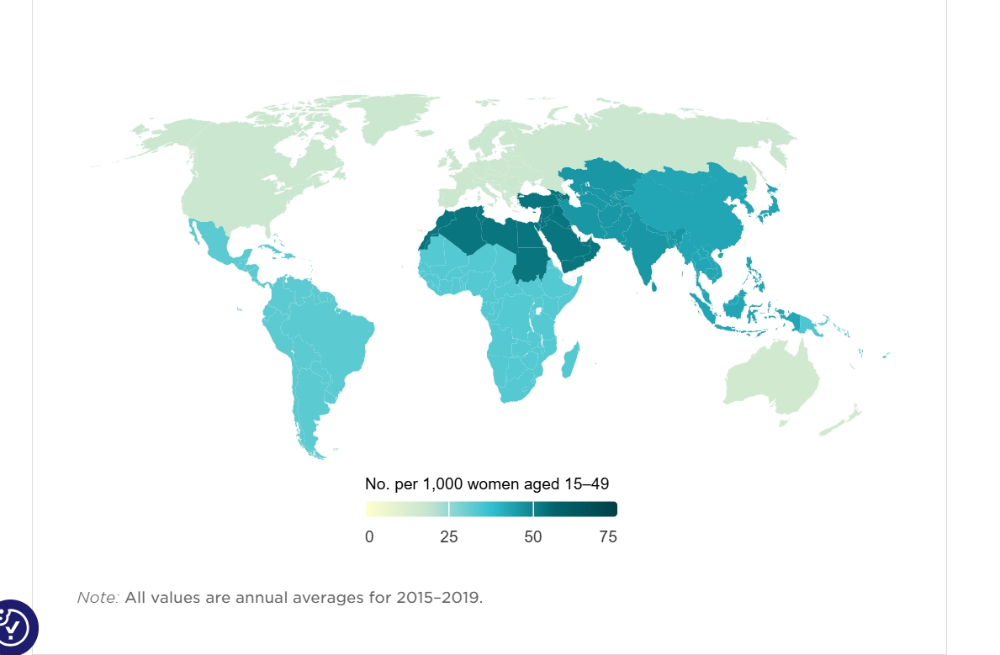 No. per 1,000 women aged 15–49
0 25 50 75
Note: All values are annual averages for 2015–2019.